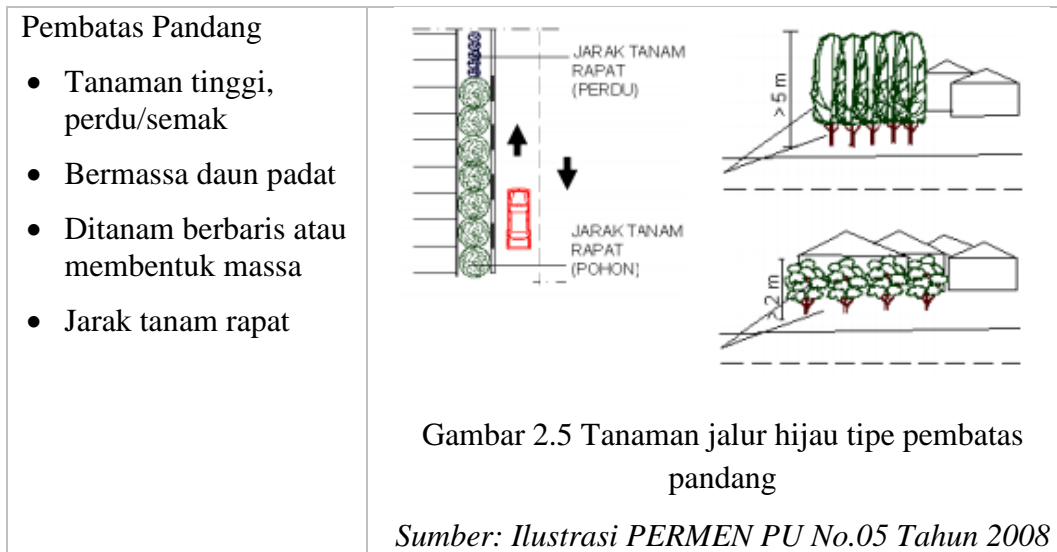 Pembatas Pandang
• Tanaman tinggi,
perdu/semak
• Bermassa daun padat
• Ditanam berbaris atau
membentuk massa
• Jarak tanam rapat
JARAK TANAM
RAPAT
(PERDU)
JARAK TANAM
RAPAT
(POHON)
> 5 m
> 2 m
Gambar 2.5 Tanaman jalur hijau tipe pembatas
pandang
Sumber: Ilustrasi PERMEN PU No.05 Tahun 2008